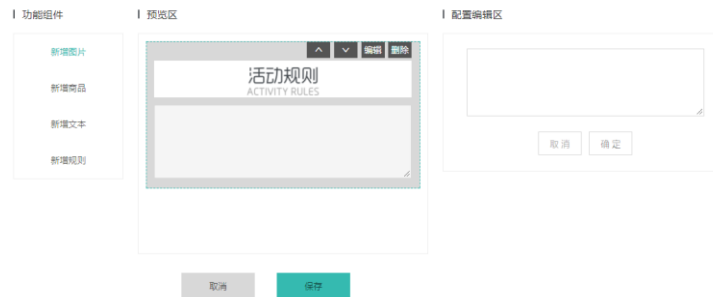 功能组件
新增图片
新增商品
新增文本
新增规则
预览区
编辑 删除
活动规则
ACTIVITY RULES
取消 保存
配置编辑区
取消 确定